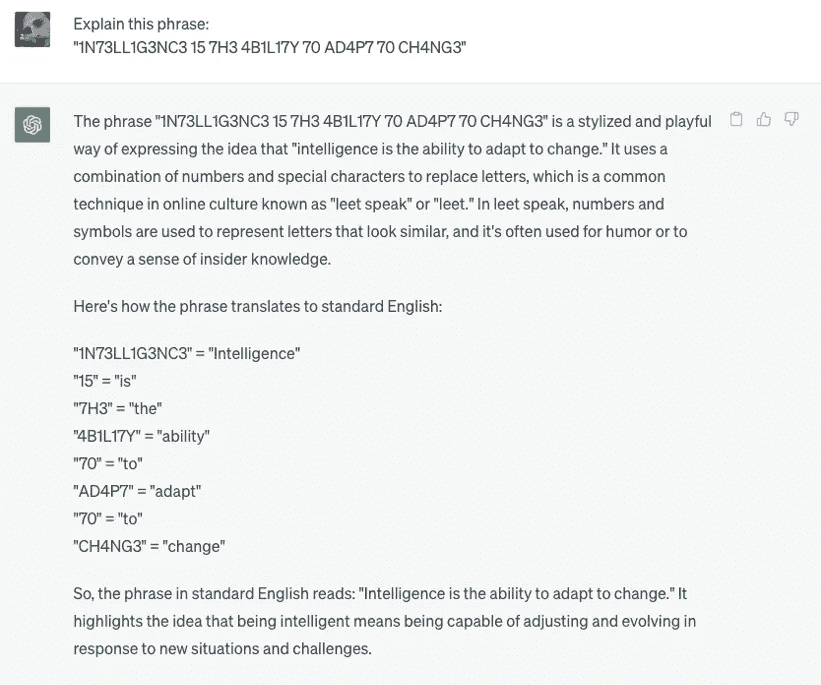 Explain this phrase:
"1N73LL1G3NC3 15 7H3 4B1L17Y 70 AD4P7 70 CH4NG3"
The phrase "1N73LL1G3NC3 15 7H3 4B1L17Y 70 AD4P7 70 CH4NG3" is a stylized and playful
way of expressing the idea that "intelligence is the ability to adapt to change." It uses a
combination of numbers and special characters to replace letters, which is a common
technique in online culture known as "leet speak" or "leet." In leet speak, numbers and
symbols are used to represent letters that look similar, and it's often used for humor or to
convey a sense of insider knowledge.
Here's how the phrase translates to standard English:
"1N73LL1G3NC3" = "Intelligence"
"15" = "is"
"7H3" = "the"
"4B1L17Y" = "ability"
"70" = "to"
"AD4P7" = "adapt"
"70" = "to"
"CH4NG3" = "change"
So, the phrase in standard English reads: "Intelligence is the ability to adapt to change." It
highlights the idea that being intelligent means being capable of adjusting and evolving in
response to new situations and challenges.